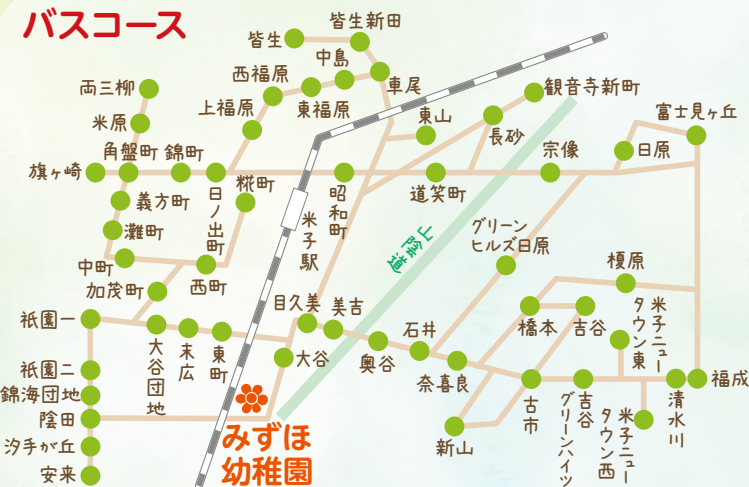 バスコース
皆生
皆生新田
中島
西福原
車尾
観音寺新町
両三柳
上福原
東福原
東山
長砂
富士見ヶ丘
米原
角盤町
錦町
旗ヶ崎
日ノ出町
糀町
昭和町
道笑町
宗像
日原
義方町
灘町
米子駅
山陰道
グリーン
ヒルズ日原
中町
加茂町
西町
榎原
目久美
美吉
橋本
吉谷
米子ニュー
タウン東
祇園一
大谷団地
末広
東町
大谷
奥谷
石井
奈喜良
祇園二
錦海団地
陰田
汐手が丘
安来
みずほ
幼稚園
新山
古市
吉谷
グリーンハイツ
米子ニュー
タウン西
清水川
福成